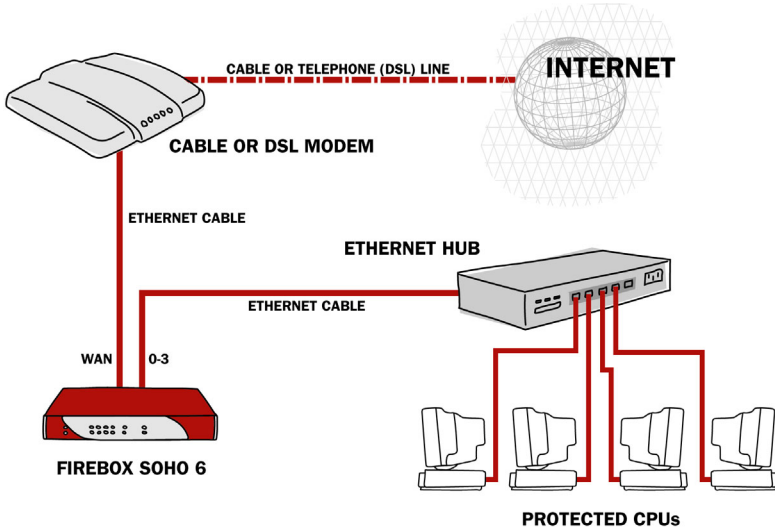 CABLE OR TELEPHONE (DSL) LINE
INTERNET
CABLE OR DSL MODEM
ETHERNET CABLE
ETHERNET HUB
ETHERNET CABLE
WAN
0-3
FIREBOX SOHO 6
PROTECTED CPUs